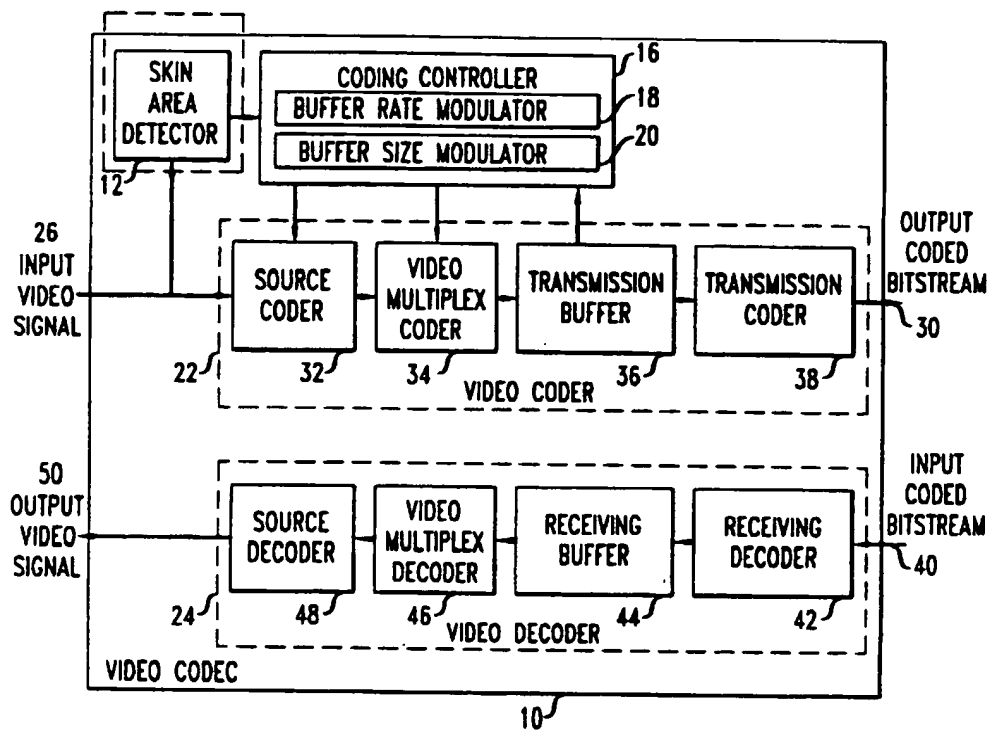 SKIN
AREA
DETECTOR
12
CODING CONTROLLER
16
BUFFER RATE MODULATOR
18
BUFFER SIZE MODULATOR
20
26
INPUT
VIDEO
SIGNAL
SOURCE
CODER
32
VIDEO
MULTIPLEX
CODER
34
TRANSMISSION
BUFFER
36
TRANSMISSION
CODER
38
OUTPUT
CODED
BITSTREAM
30
22
VIDEO CODER
50
OUTPUT
VIDEO
SIGNAL
SOURCE
DECODER
48
VIDEO
MULTIPLEX
DECODER
46
RECEIVING
BUFFER
44
RECEIVING
DECODER
42
INPUT
CODED
BITSTREAM
40
24
VIDEO DECODER
VIDEO CODEC
10